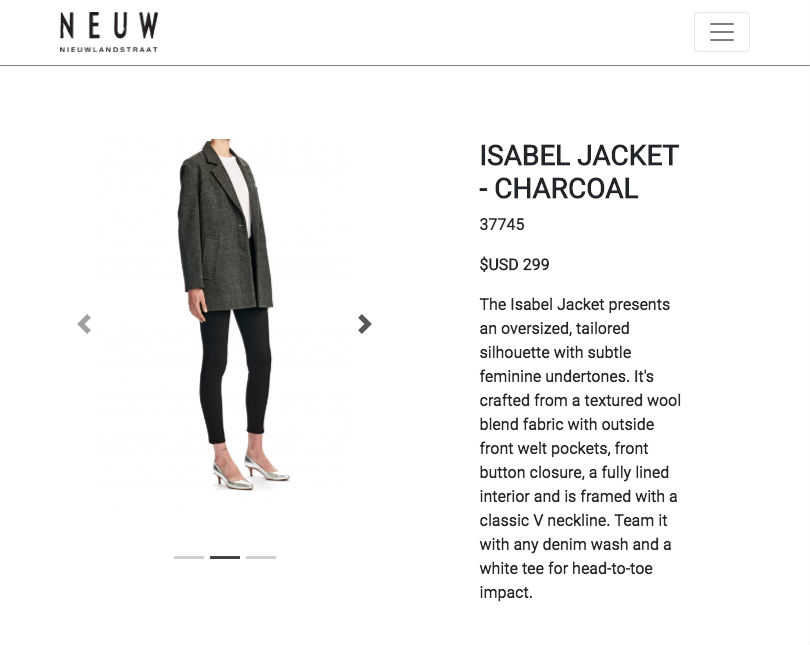 NEUW
NIEUWLANDSTRAAT
ISABEL JACKET
- CHARCOAL
37745
$USD 299
The Isabel Jacket presents
an oversized, tailored
silhouette with subtle
feminine undertones. It's
crafted from a textured wool
blend fabric with outside
front welt pockets, front
button closure, a fully lined
interior and is framed with a
classic V neckline. Team it
with any denim wash and a
white tee for head-to-toe
impact.